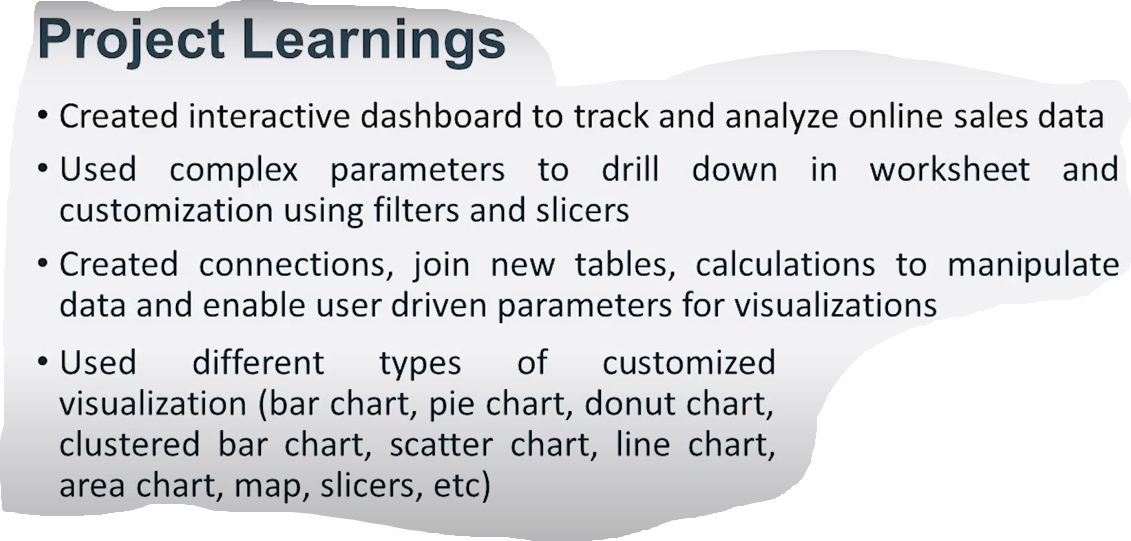 Project Learnings
• Created interactive dashboard to track and analyze online sales data
• Used complex parameters to drill down in worksheet and
customization using filters and slicers
• Created connections, join new tables, calculations to manipulate
data and enable user driven parameters for visualizations
• Used different types of customized
visualization (bar chart, pie chart, donut chart,
clustered bar chart, scatter chart, line chart,
area chart, map, slicers, etc)